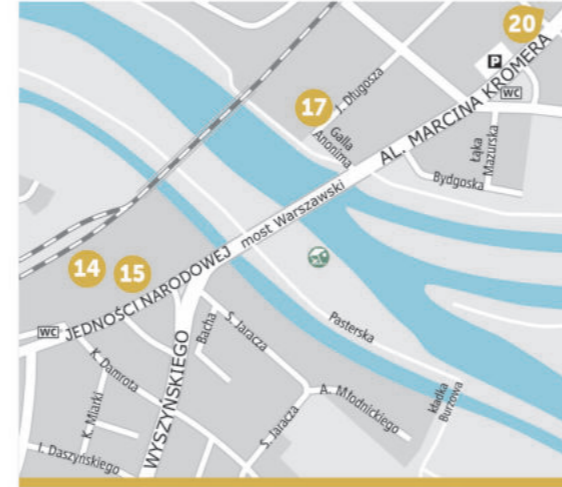 20
P
WC
AL. MARCINA KROMERA
17
J. Długosza
Galla
Anonima
Łąka
Mazurska
Bydgoska
most Warszawski
14
15
JEDNOŚCI NARODOWEJ
WC
WYSZYŃSKIEGO
Bacha
S. Jaracza
Pasterska
K. Damrota
K. Miarki
A. Młodnickiego
kładka
Burzowa
S. Jaracza
I. Daszyńskiego